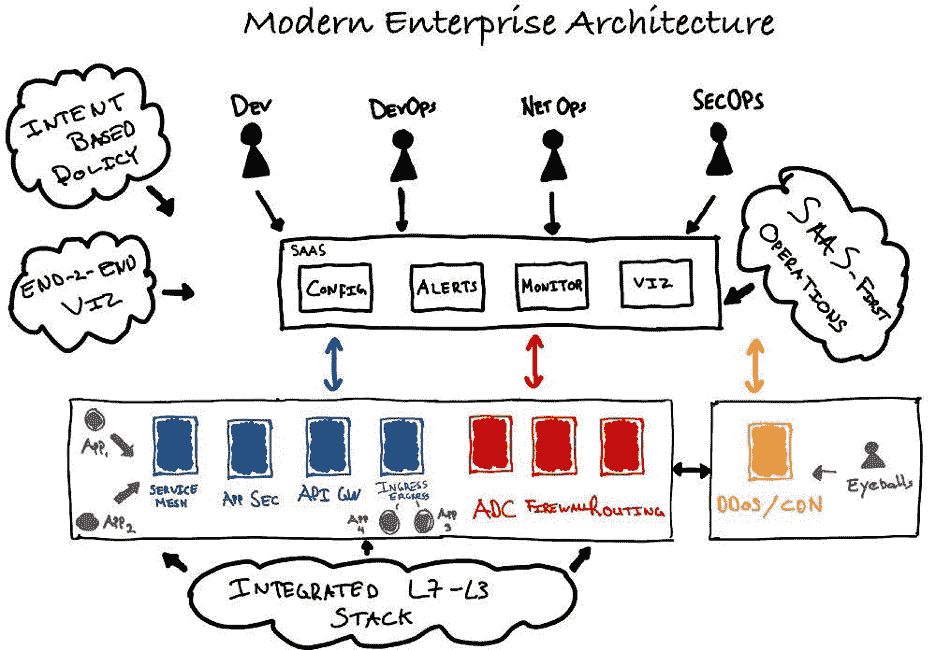 Modern Enterprise Architecture
INTENT
BASED
POLICY
DEV
DEVOPS
NETOPS
SECOPS
END-2-END
VIZ
SAAS
CONFIG
ALERTS
MONITOR
VIZ
SAAS-FIRST
OPERATIONS
APP1
APP2
SERVICE
MESH
APP SEC
API GW
INGRESS
EGRESS
APP
4
APP
3
ADC
FIREWALL
ROUTING
DDOS/CDN
Eyeballs
INTEGRATED L7-L3
STACK